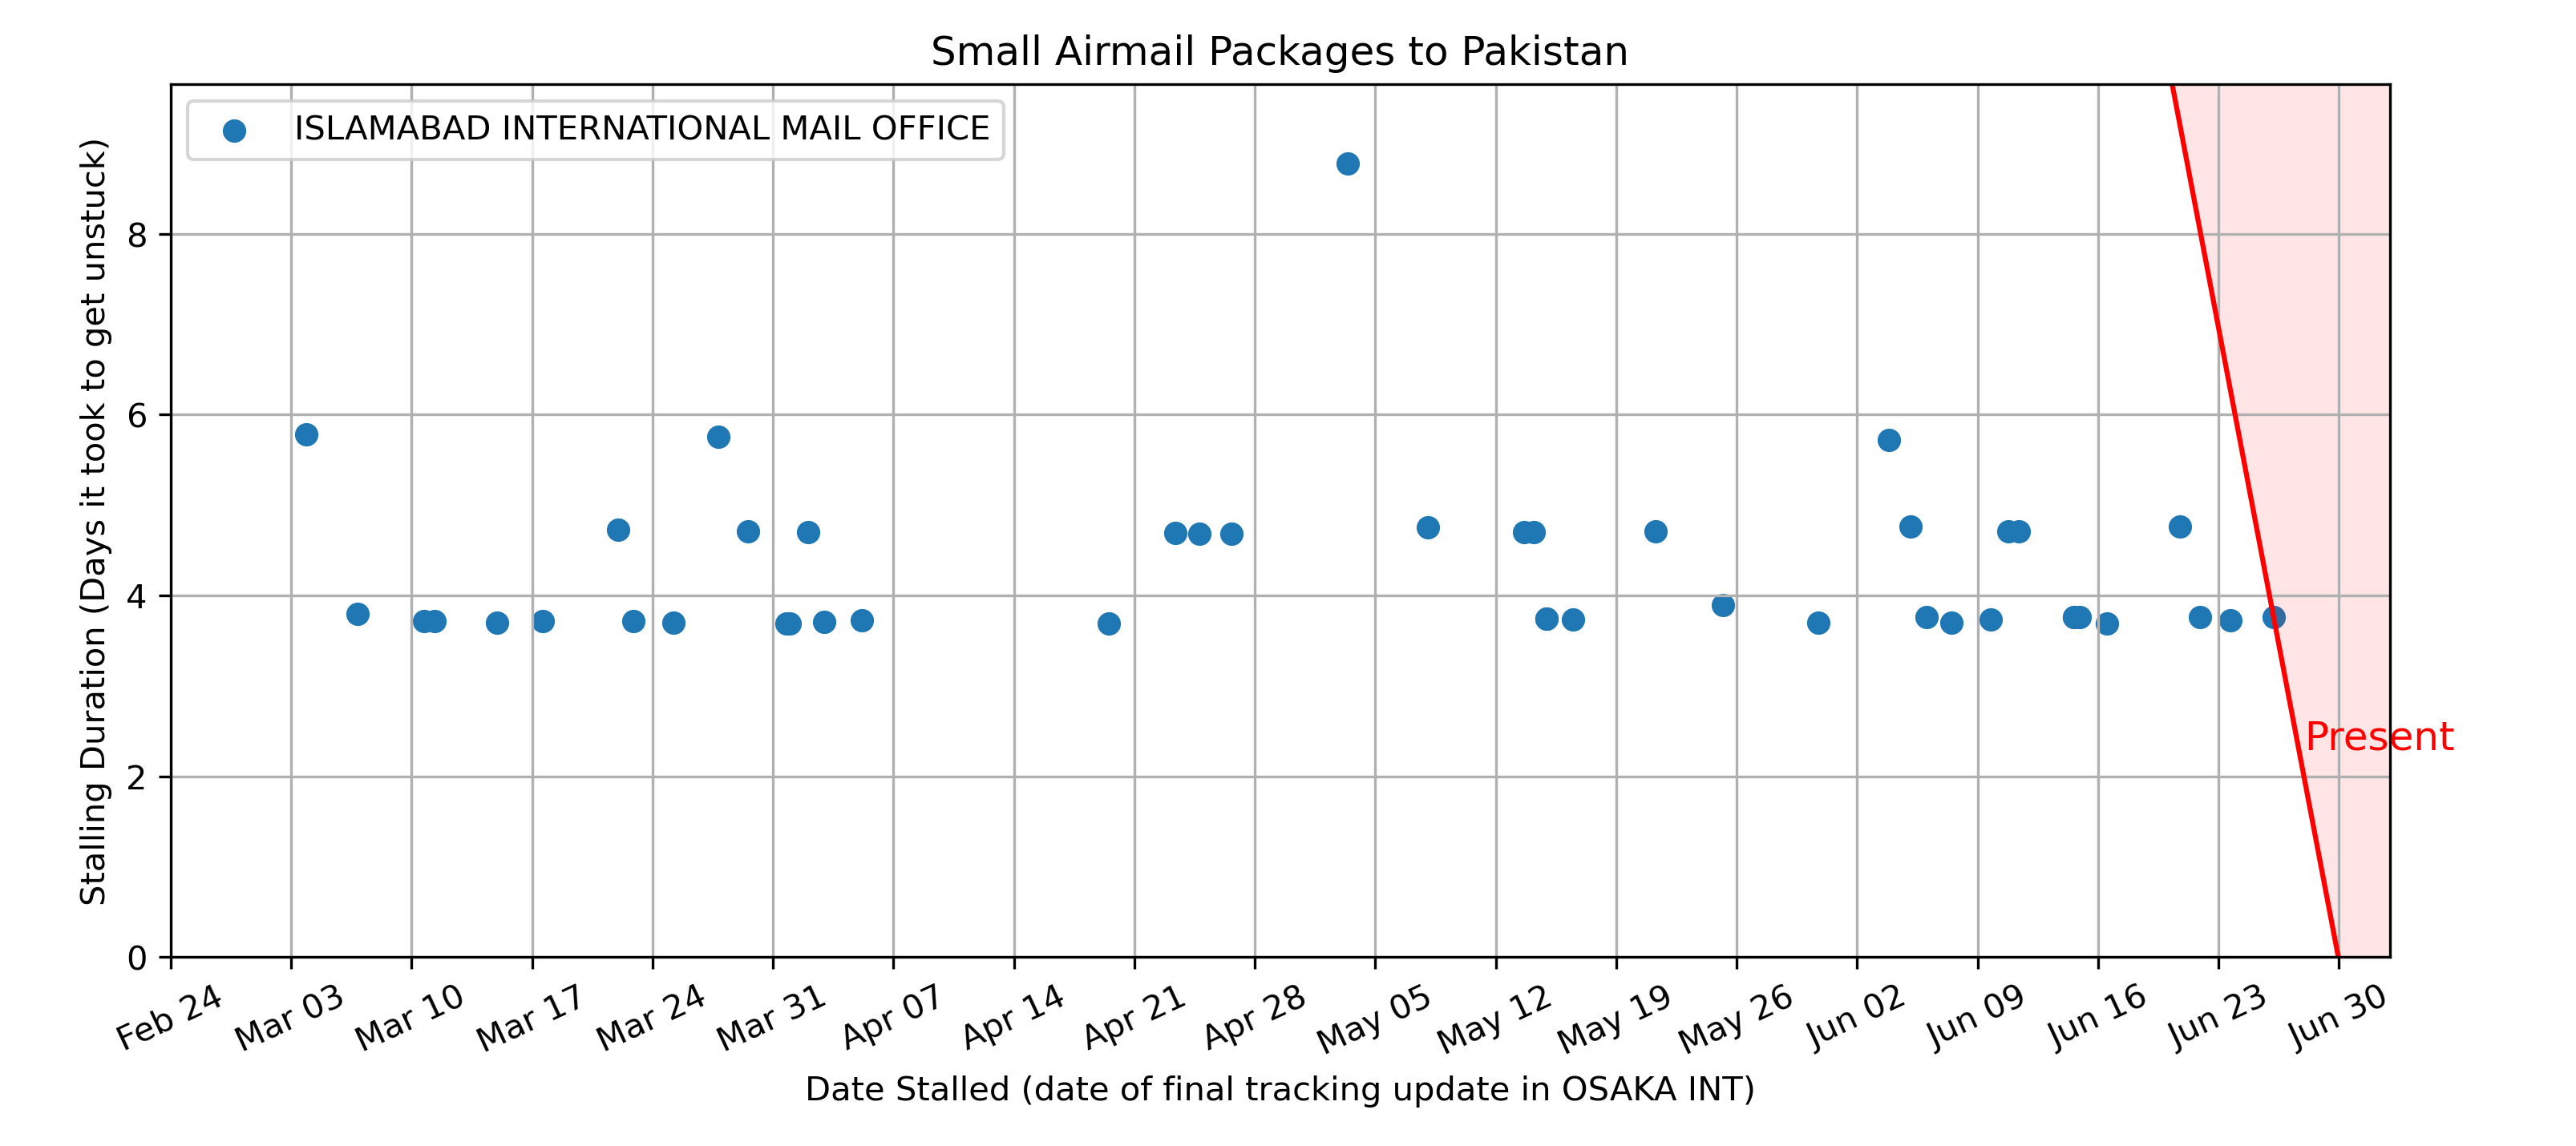 Small Airmail Packages to Pakistan
ISLAMABAD INTERNATIONAL MAIL OFFICE
Stalling Duration (Days it took to get unstuck)
8
6
4
2
0
Present
Feb 24
Mar 03
Mar 10
Mar 17
Mar 24
Mar 31
Apr 07
Apr 14
Apr 21
Apr 28
May 05
May 12
May 19
May 26
Jun 02
Jun 09
Jun 16
Jun 23
Jun 30
Date Stalled (date of final tracking update in OSAKA INT)